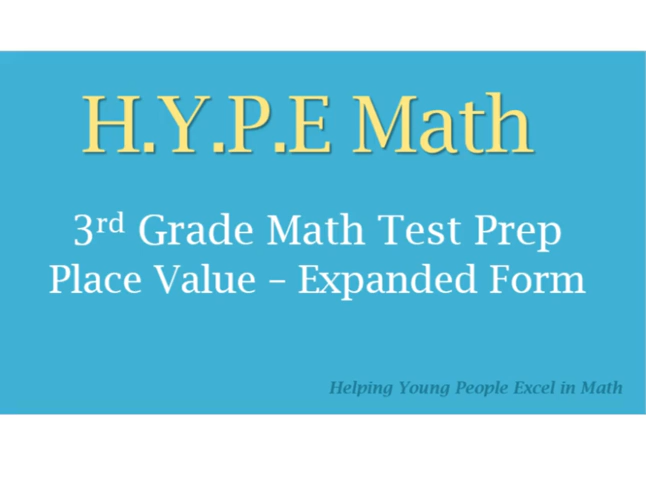 H.Y.P.E Math
3rd Grade Math Test Prep
Place Value – Expanded Form
Helping Young People Excel in Math